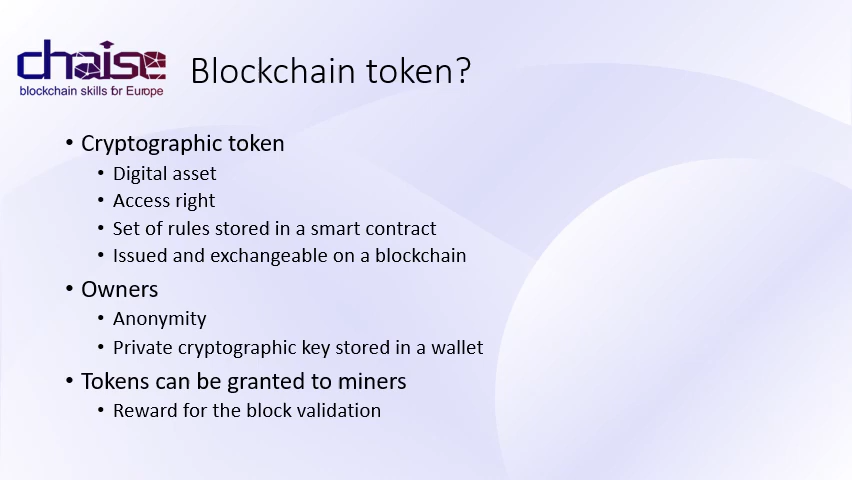 chaise
blockchain skills for Europe
Blockchain token?
• Cryptographic token
• Digital asset
• Access right
• Set of rules stored in a smart contract
• Issued and exchangeable on a blockchain
• Owners
• Anonymity
• Private cryptographic key stored in a wallet
• Tokens can be granted to miners
• Reward for the block validation